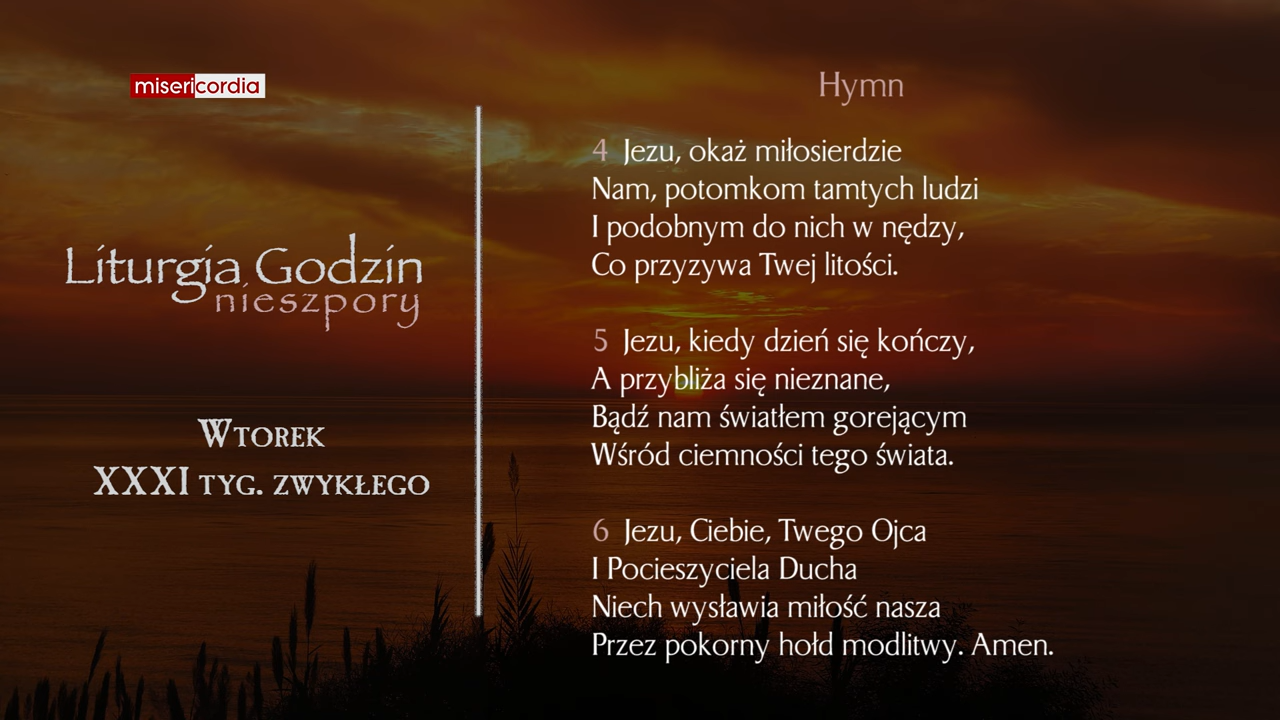 misericordia
Liturgia Godzin
nieszpory
Wtorek
XXXI tyg. zwykłego
Hymn
4 Jezu, okaż miłosierdzie
Nam, potomkom tamtych ludzi
I podobnym do nich w nędzy,
Co przyzywa Twej litości.
5 Jezu, kiedy dzień się kończy,
A przybliża się nieznane,
Bądź nam światłem gorejącym
Wśród ciemności tego świata.
6 Jezu, Ciebie, Twego Ojca
I Pocieszyciela Ducha
Niech wysławia miłość nasza
Przez pokorny hołd modlitwy. Amen.